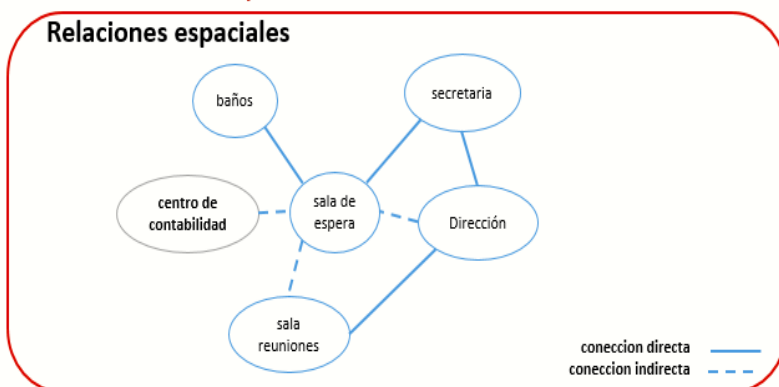 Relaciones espaciales
baños
secretaria
centro de
contabilidad
sala de
espera
Dirección
sala
reuniones
coneccion directa
coneccion indirecta